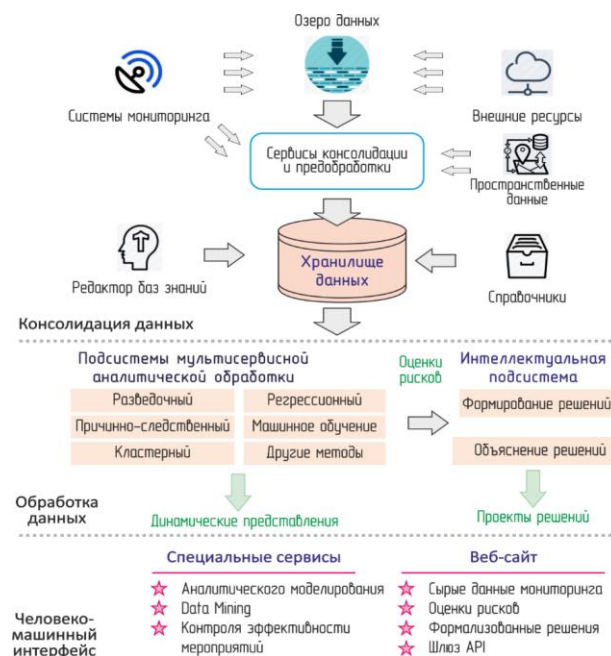 Озеро данных
Системы мониторинга
Внешние ресурсы
Сервисы консолидации
и предобработки
Пространственные
данные
Редактор баз знаний
Хранилище
данных
Справочники
Консолидация данных
Подсистемы мультисервисной
аналитической обработки
Оценки
рисков
Интеллектуальная
подсистема
Разведочный
Регрессионный
Формирование решений
Причинно-следственный
Машинное обучение
Кластерный
Другие методы
Объяснение решений
Обработка
данных
Динамические представления
Проекты решений
Специальные сервисы
Веб-сайт
Аналитического моделирования
Data Mining
Контроля эффективности
мероприятий
Сырые данные мониторинга
Оценки рисков
Формализованные решения
Шлюз API
Человеко-
машинный
интерфейс